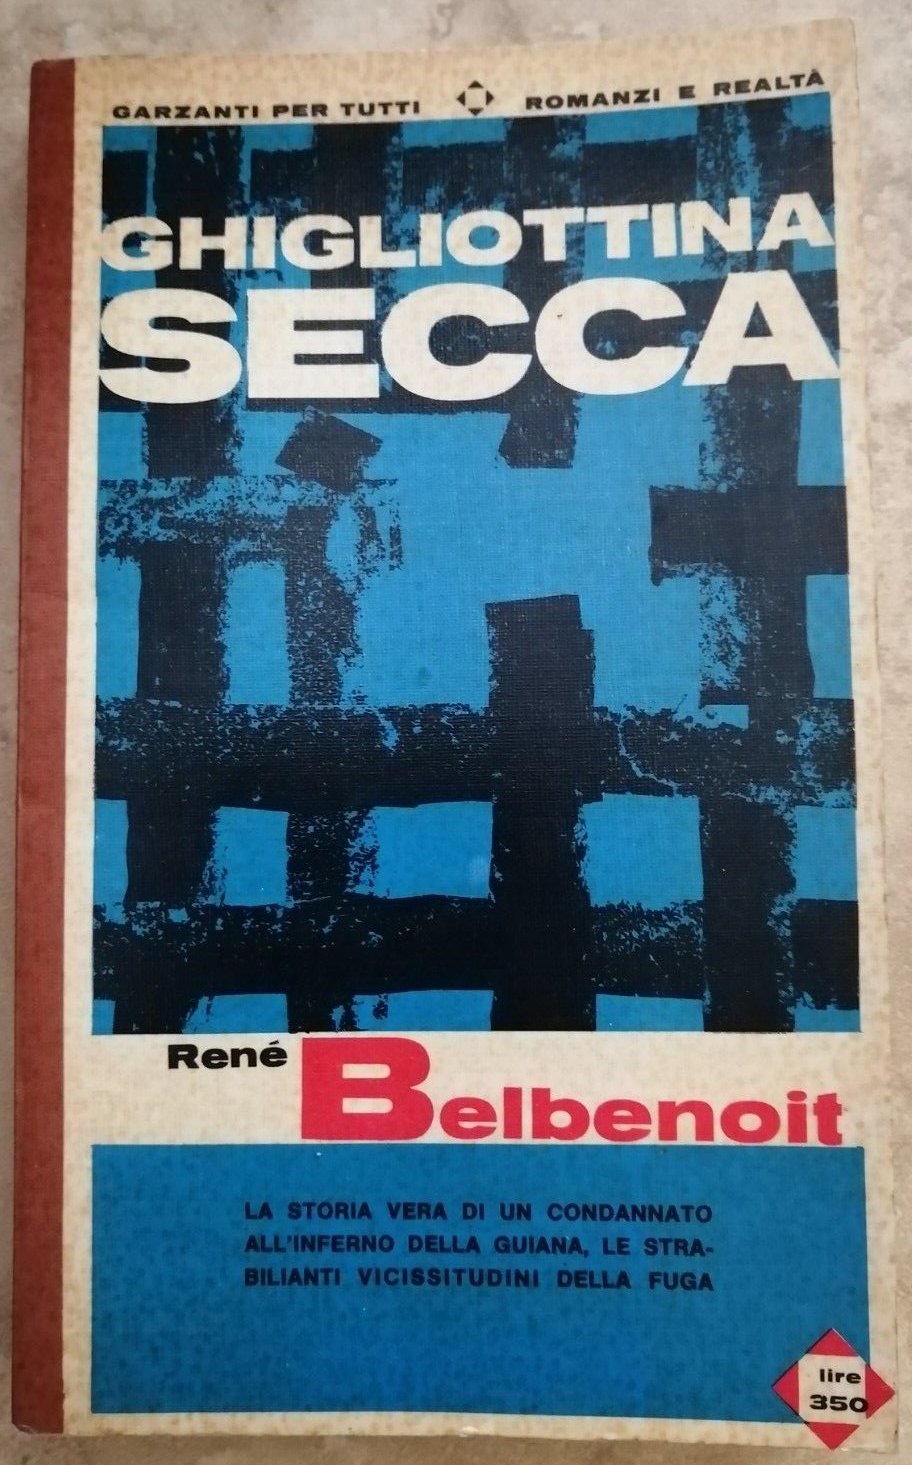 GARZANTI PER TUTTI ROMANZI E REALTÀ
GHIGLIOTTINA
SECCA
René Belbenoit
LA STORIA VERA DI UN CONDANNATO
ALL'INFERNO DELLA GUIANA, LE STRA-
BILIANTI VICISSITUDINI DELLA FUGA
lire
350